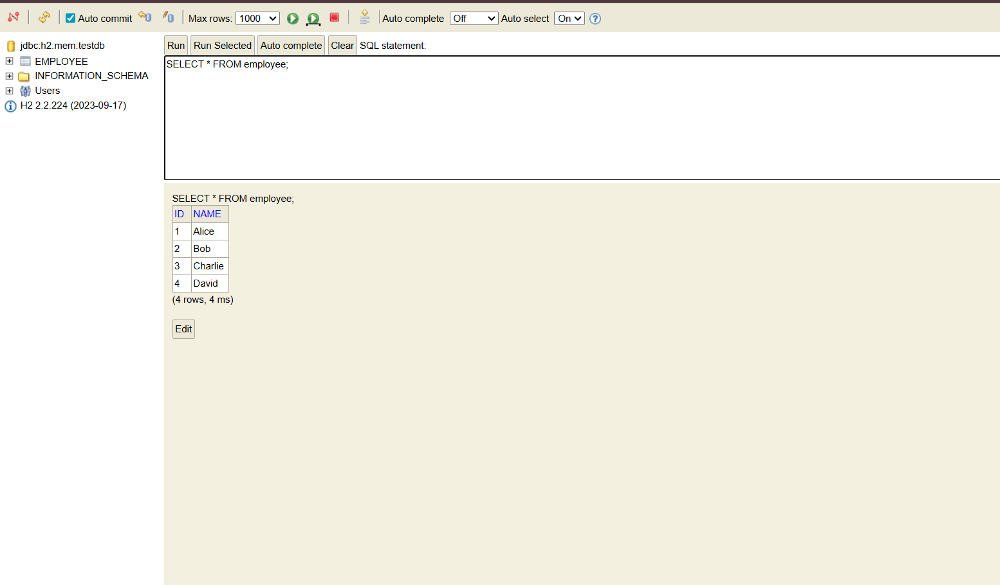 Auto commit Max rows: 1000 Auto complete Off Auto select On ?
jdbc:h2:mem:testdb
EMPLOYEE
INFORMATION_SCHEMA
Users
H2 2.2.224 (2023-09-17)
Run Run Selected Auto complete Clear SQL statement:
SELECT * FROM employee;
SELECT * FROM employee;
ID NAME
1 Alice
2 Bob
3 Charlie
4 David
(4 rows, 4 ms)
Edit